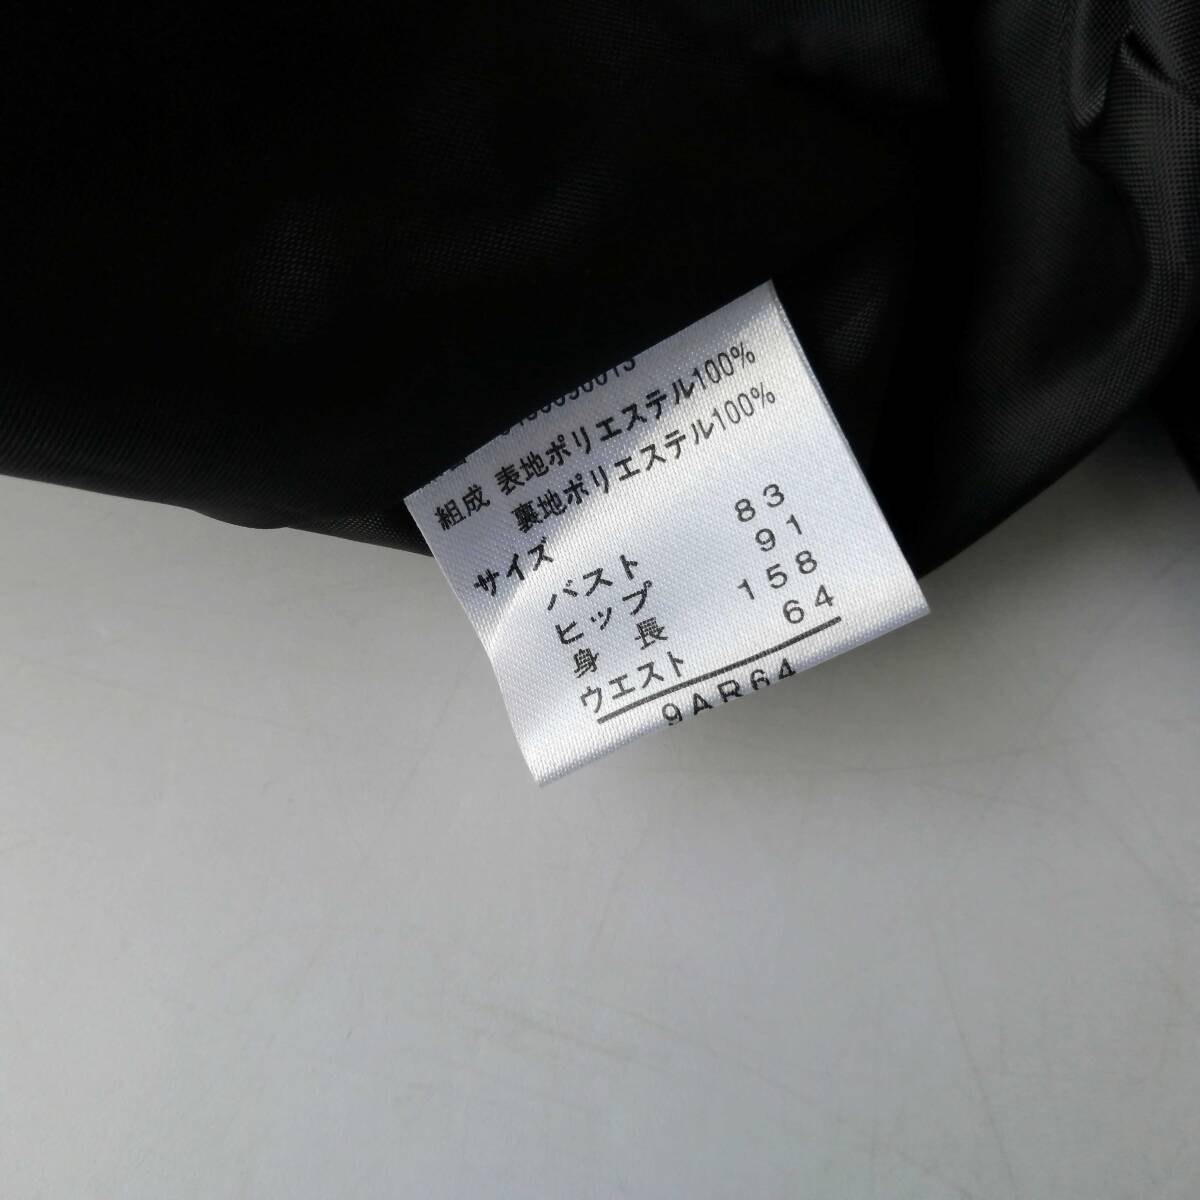 組成 表地ポリエステル100%
裏地ポリエステル100%
サイズ
バスト 83
ヒップ 91
身長 158
ウエスト 64
9AR64